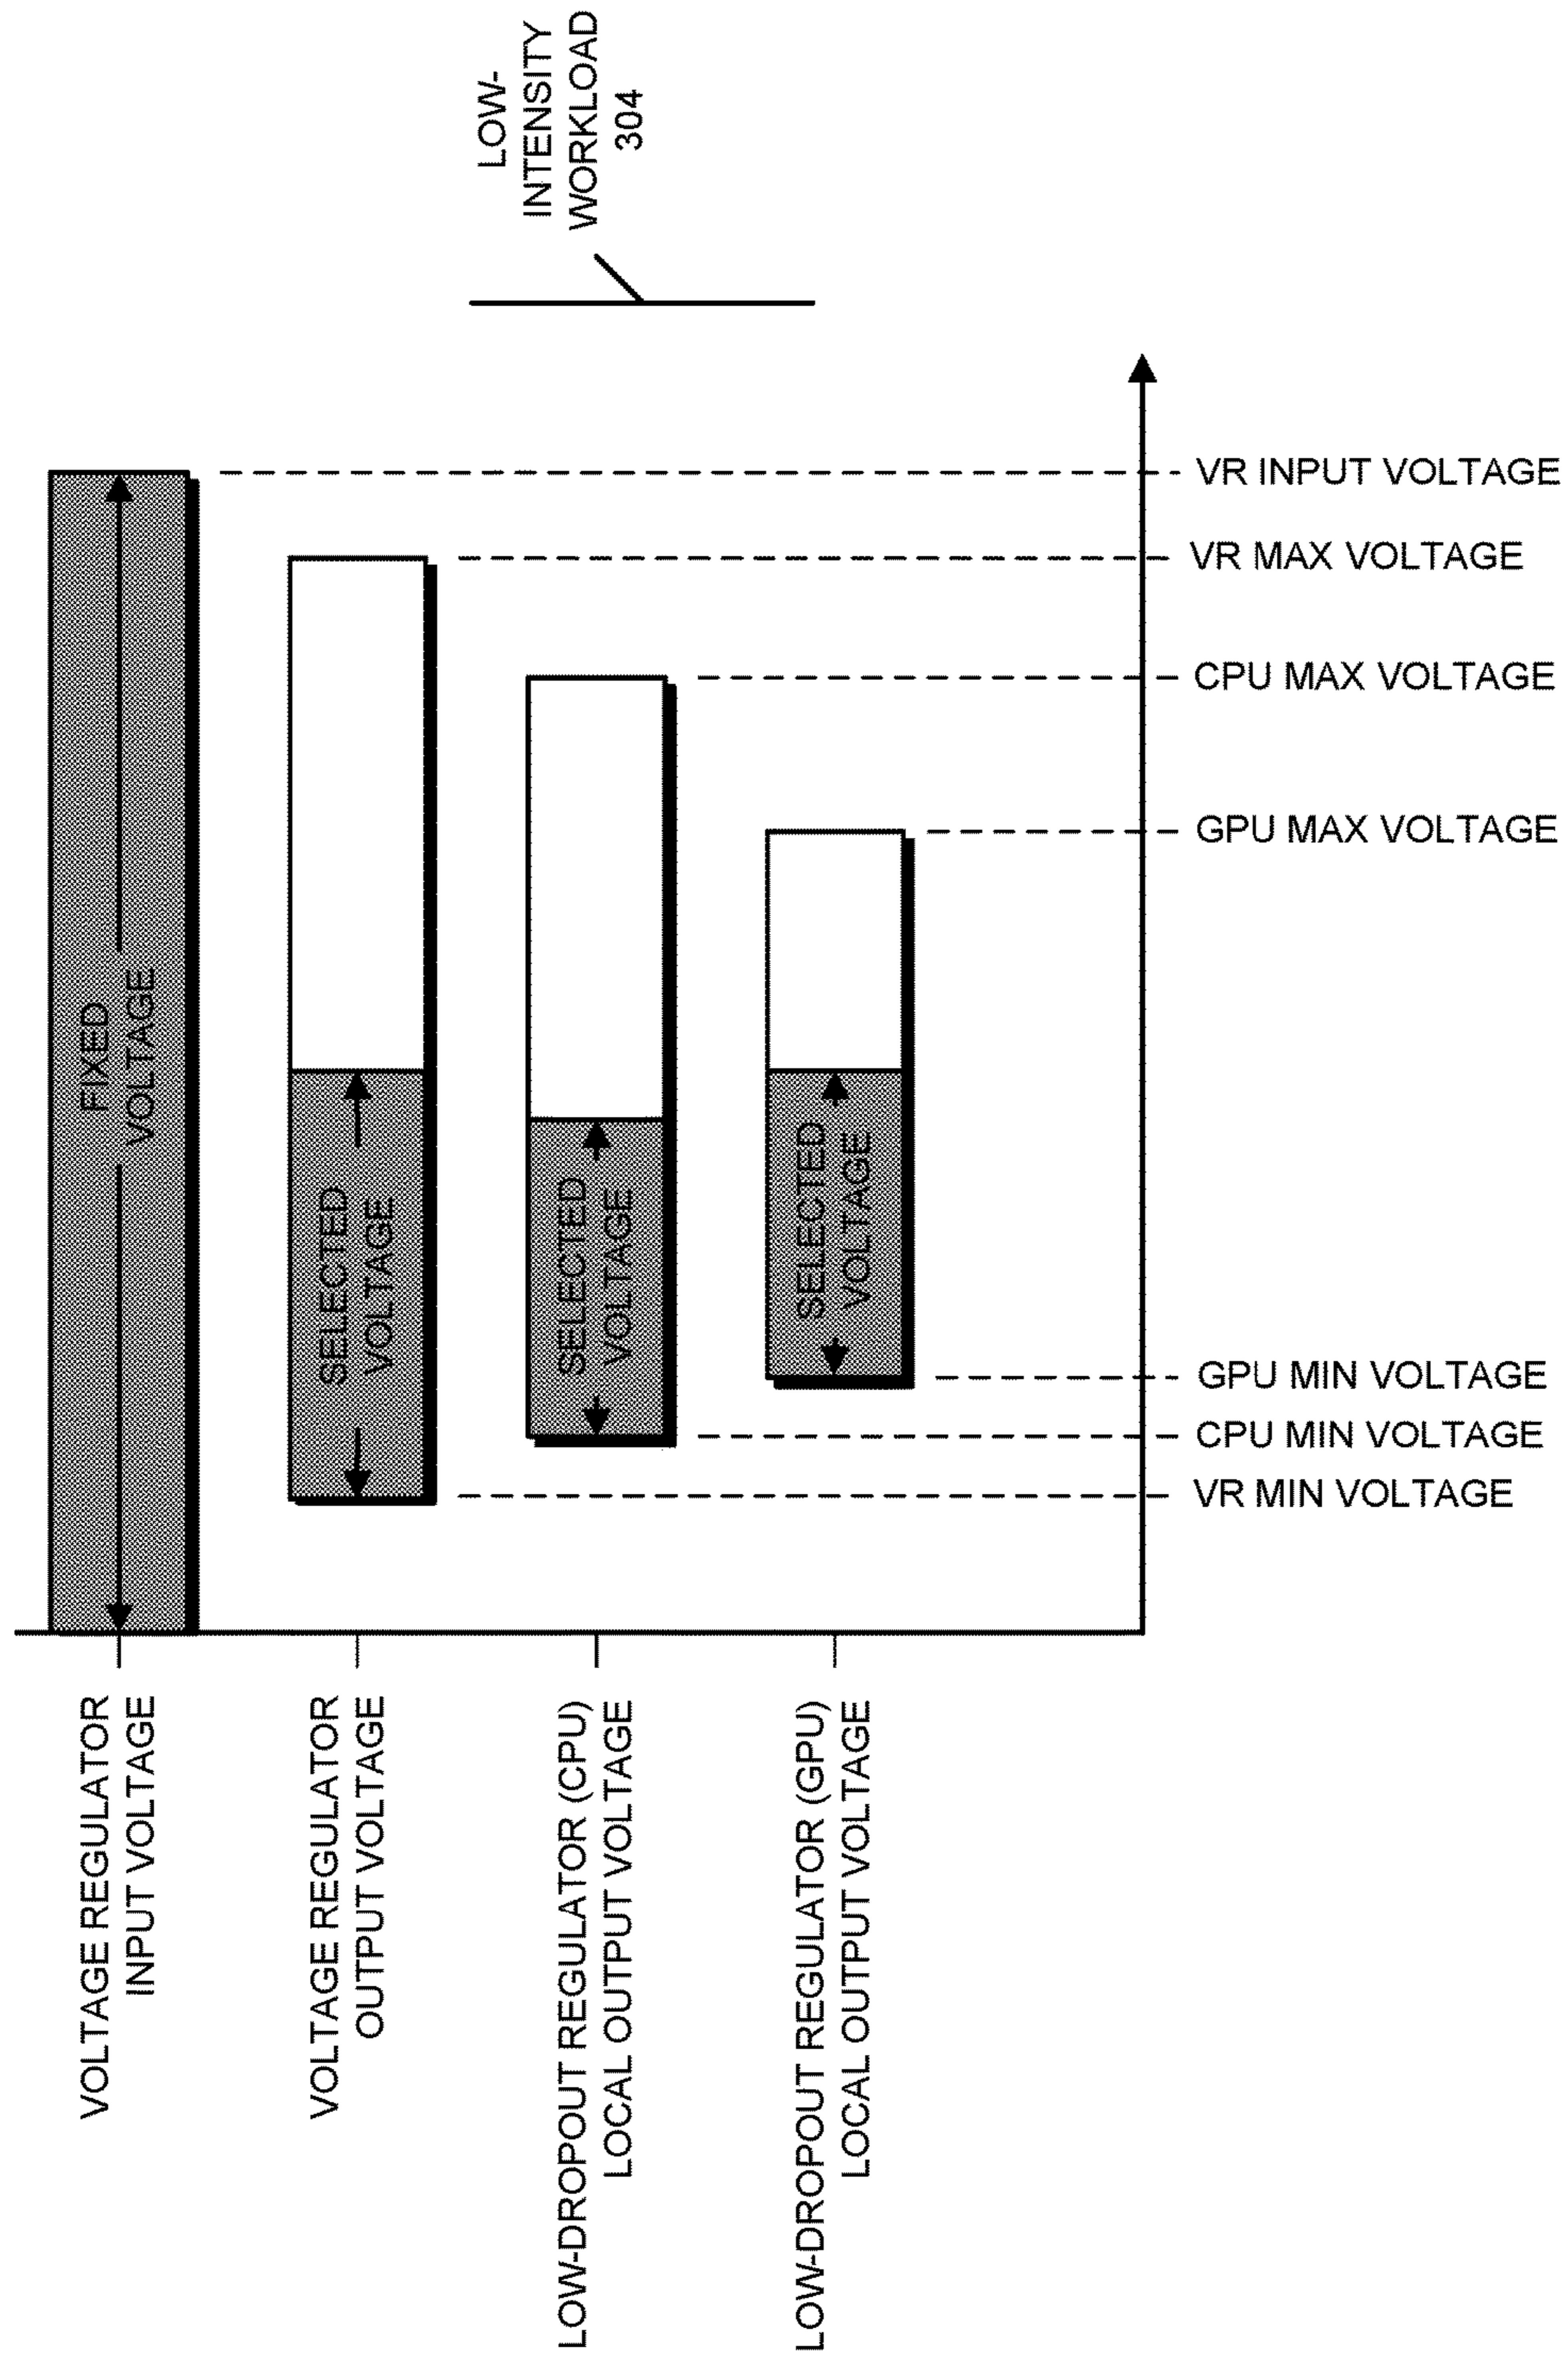 LOW-
INTENSITY
WORKLOAD
304
FIXED
VOLTAGE
SELECTED
VOLTAGE
SELECTED
VOLTAGE
SELECTED
VOLTAGE
VR INPUT VOLTAGE
VR MAX VOLTAGE
CPU MAX VOLTAGE
GPU MAX VOLTAGE
GPU MIN VOLTAGE
CPU MIN VOLTAGE
VR MIN VOLTAGE
VOLTAGE REGULATOR
INPUT VOLTAGE
VOLTAGE REGULATOR
OUTPUT VOLTAGE
LOW-DROPOUT REGULATOR (CPU)
LOCAL OUTPUT VOLTAGE
LOW-DROPOUT REGULATOR (GPU)
LOCAL OUTPUT VOLTAGE